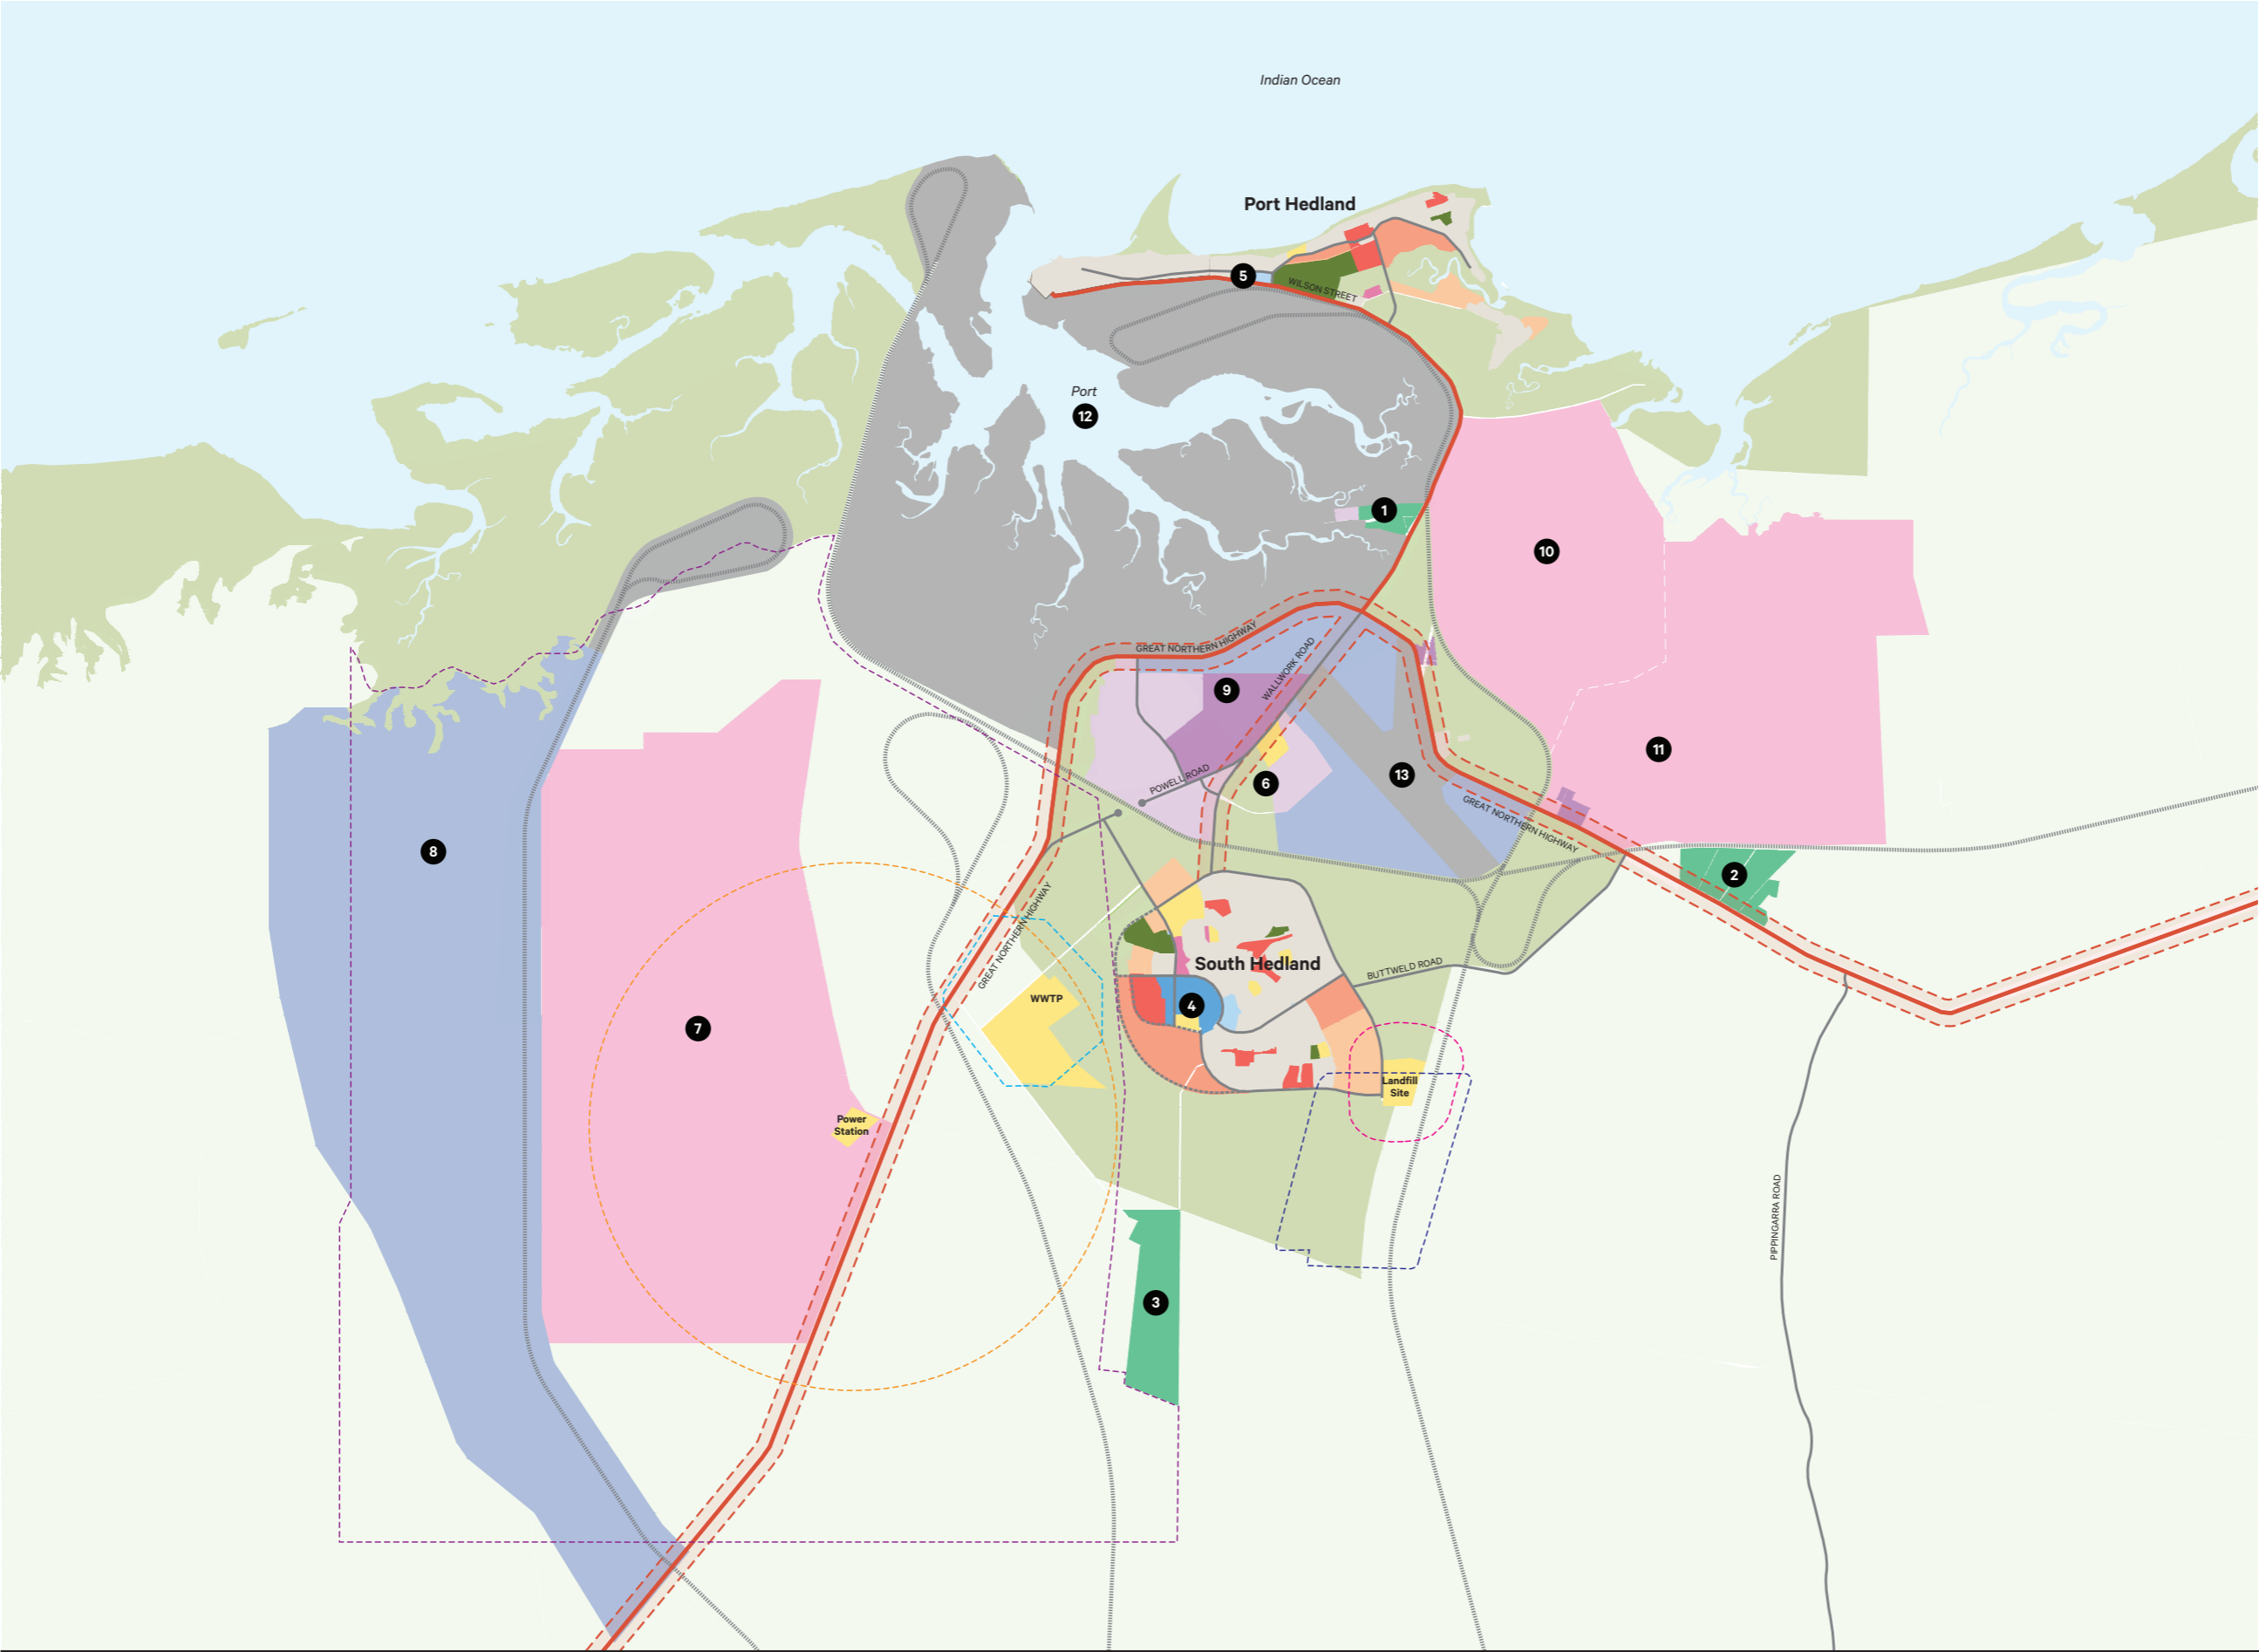 Indian Ocean
Port Hedland
5
WILSON STREET
Port
12
1
10
GREAT NORTHERN HIGHWAY
WALLWORK ROAD
9
11
13
6
POWELL ROAD
GREAT NORTHERN HIGHWAY
8
2
GREAT NORTHERN HIGHWAY
South Hedland
BUTTWELD ROAD
WWTP
4
7
Landfill
Site
Power
Station
PIPPINGARRA ROAD
3